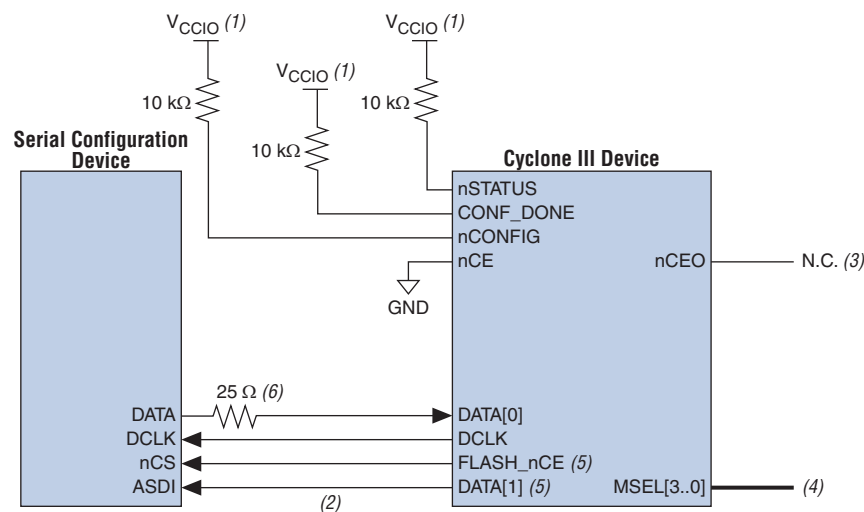 VCCIO (1)
VCCIO (1)
VCCIO (1)
10 kΩ
10 kΩ
10 kΩ
Serial Configuration
Device
Cyclone III Device
nSTATUS
CONF_DONE
nCONFIG
nCE
nCEO
N.C. (3)
GND
25 Ω (6)
DATA
DATA[0]
DCLK
DCLK
nCS
FLASH_nCE (5)
ASDI
DATA[1] (5)
MSEL[3..0]
(4)
(2)